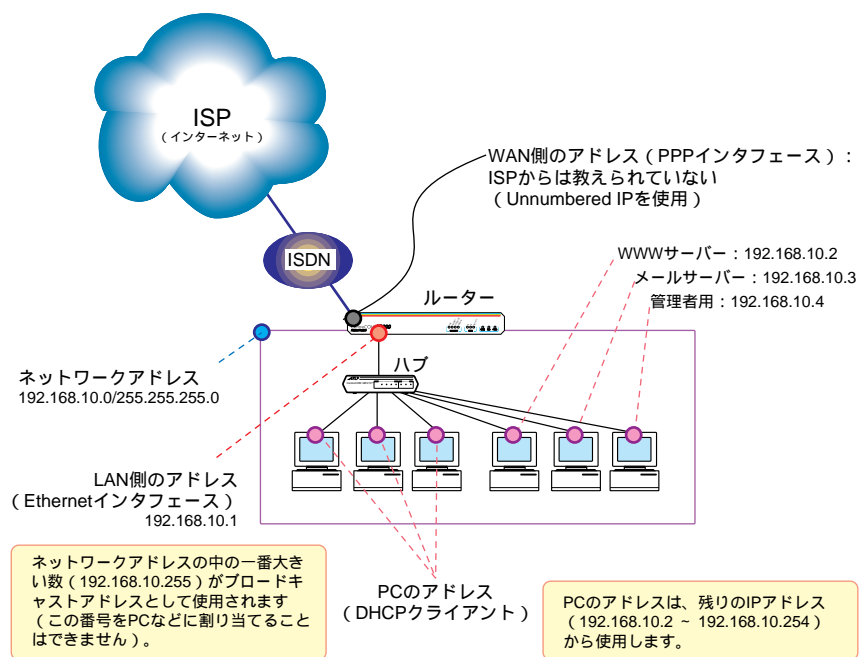 ISP
（インターネット）
WAN側のアドレス（PPPインタフェース）：
ISPからは教えられていない
（Unnumbered IPを使用）
ISDN
WWWサーバー：192.168.10.2
メールサーバー：192.168.10.3
管理者用：192.168.10.4
ルーター
ハブ
ネットワークアドレス
192.168.10.0/255.255.255.0
LAN側のアドレス
（Ethernetインタフェース）
192.168.10.1
ネットワークアドレスの中の一番大き
い数（192.168.10.255）がブロードキ
ャストアドレスとして使用されます
（この番号をPCなどに割り当てること
はできません）。
PCのアドレス
（DHCPクライアント）
PCのアドレスは、残りのIPアドレス
（192.168.10.2 ~ 192.168.10.254）
から使用します。